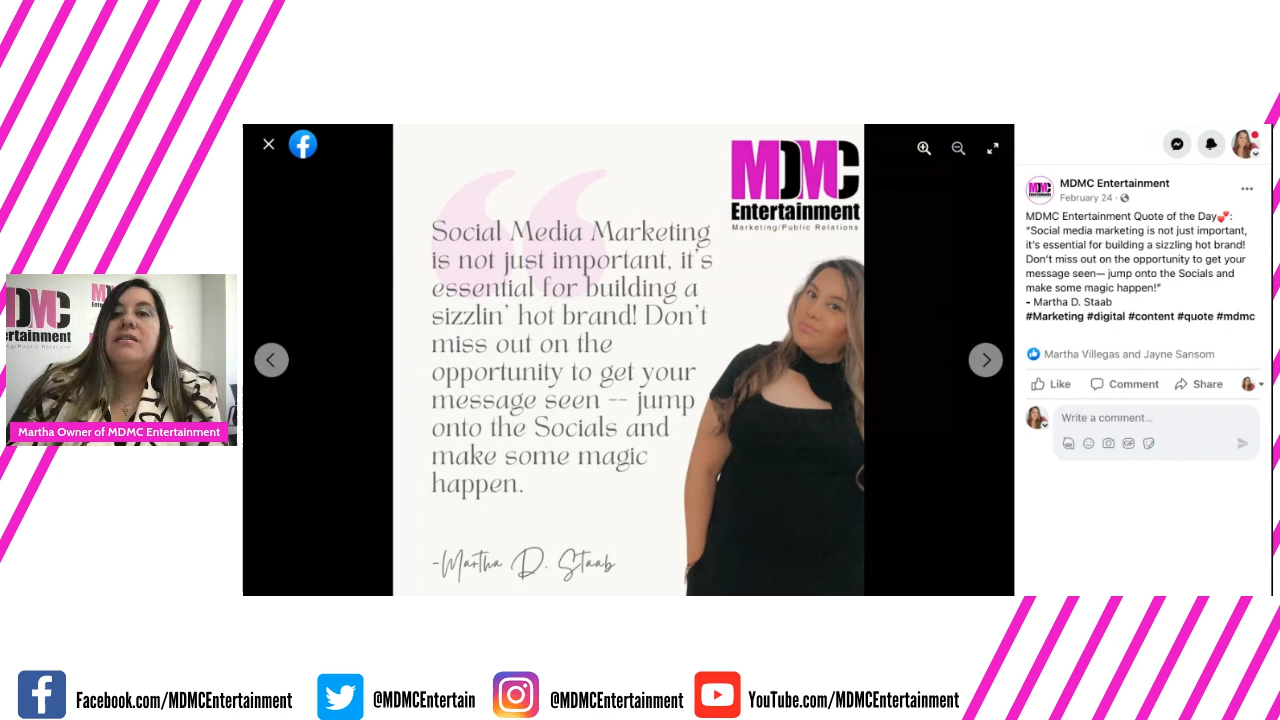 MDMC
Entertainment
Marketing/Public Relations
Social Media Marketing
is not just important, it's
essential for building a
sizzlin' hot brand! Don't
miss out on the
opportunity to get your
message seen -- jump
onto the Socials and
make some magic
happen.
-Martha D. Staab
MDMC Entertainment
February 24 ·
MDMC Entertainment Quote of the Day💕:
“Social media marketing is not just important,
it's essential for building a sizzling hot brand!
Don't miss out on the opportunity to get your
message seen— jump onto the Socials and
make some magic happen!”
- Martha D. Staab
#Marketing #digital #content #quote #mdmc
Martha Villegas and Jayne Sansom
Like Comment Share
Write a comment...
GIF
MDMC
MDMC
rtainment
Martha Owner of MDMC Entertainment
Facebook.com/MDMCEntertainment
@MDMCEntertain
@MDMCEntertainment
YouTube.com/MDMCEntertainment